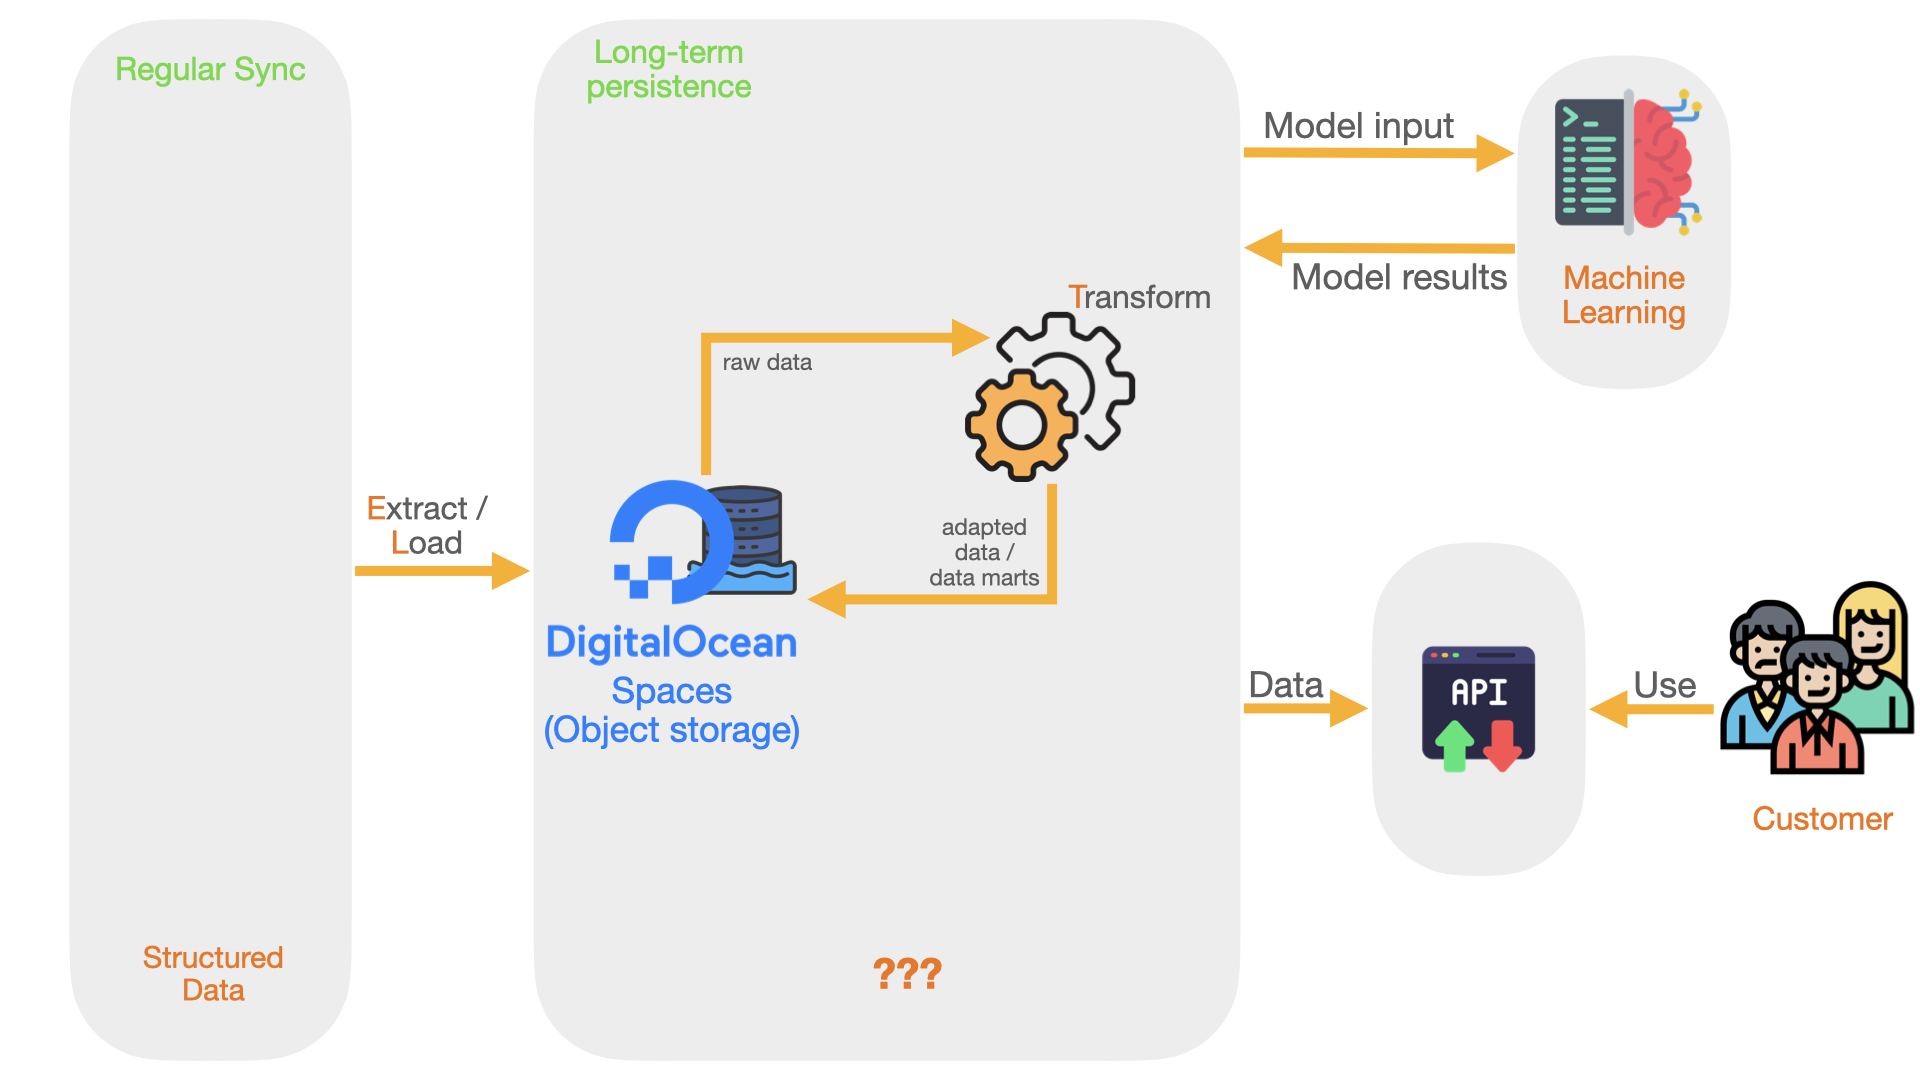 Regular Sync
Structured
Data
Extract /
Load
Long-term
persistence
raw data
Transform
adapted
data /
data marts
DigitalOcean
Spaces
(Object storage)
???
Model input
Model results
Machine
Learning
Data
API
Use
Customer